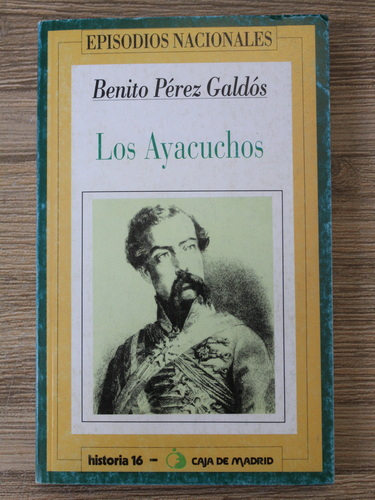 EPISODIOS NACIONALES
Benito Pérez Galdós
Los Ayacuchos
historia 16 – CAJA DE MADRID